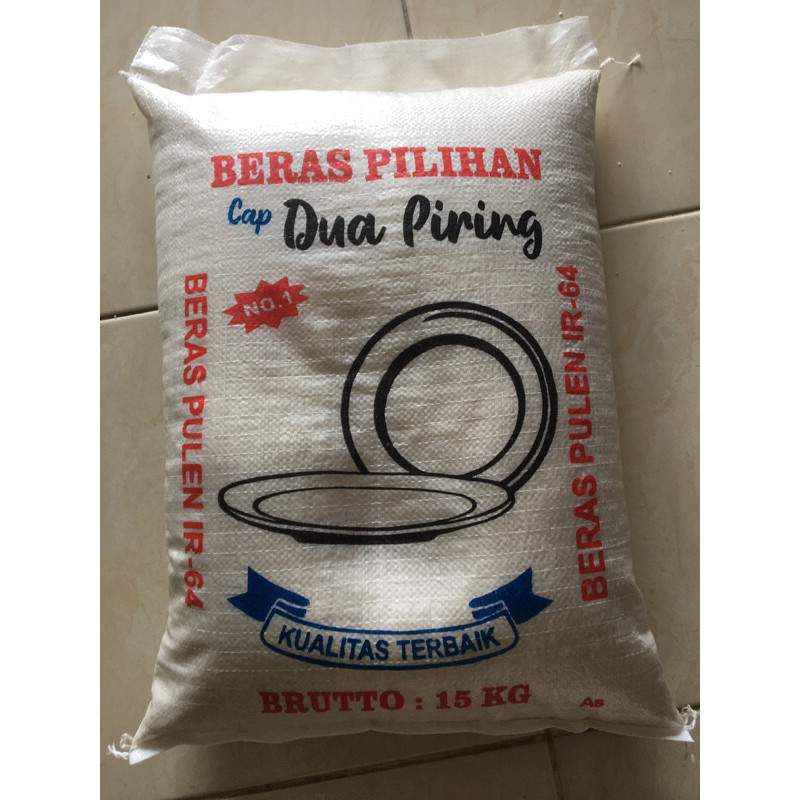 BERAS PILIHAN
Cap Dua Piring
NO.1
BERAS PULEN IR-64
BERAS PULEN IR-64
KUALITAS TERBAIK
BRUTTO : 15 KG
As